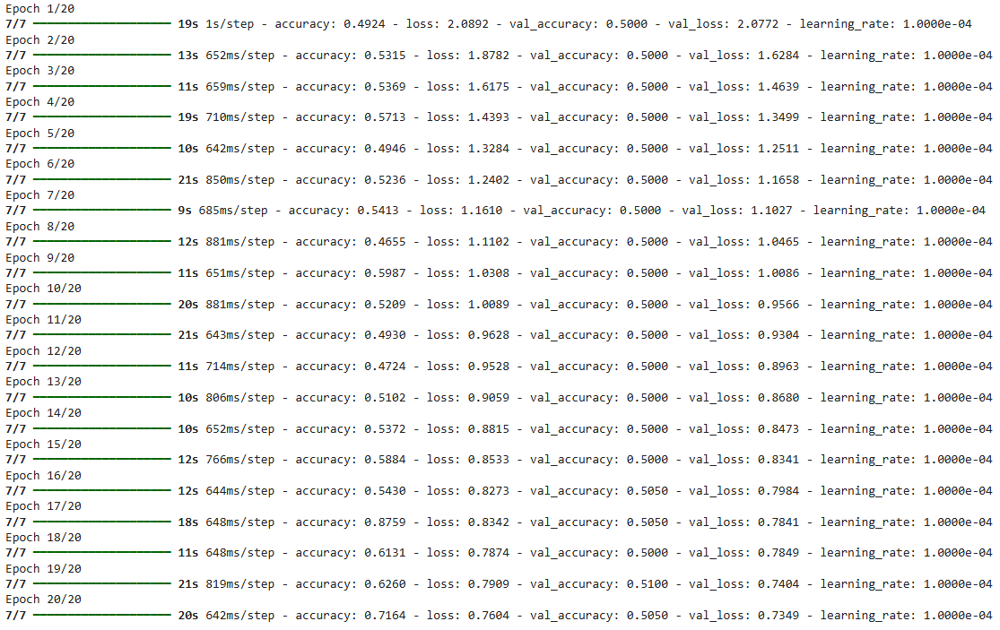 Epoch 1/20
7/7 ━━━━━━━━━━━━━━━━━━━━ 19s 1s/step - accuracy: 0.4924 - loss: 2.0892 - val_accuracy: 0.5000 - val_loss: 2.0772 - learning_rate: 1.0000e-04
Epoch 2/20
7/7 ━━━━━━━━━━━━━━━━━━━━ 13s 652ms/step - accuracy: 0.5315 - loss: 1.8782 - val_accuracy: 0.5000 - val_loss: 1.6284 - learning_rate: 1.0000e-04
Epoch 3/20
7/7 ━━━━━━━━━━━━━━━━━━━━ 11s 659ms/step - accuracy: 0.5369 - loss: 1.6175 - val_accuracy: 0.5000 - val_loss: 1.4639 - learning_rate: 1.0000e-04
Epoch 4/20
7/7 ━━━━━━━━━━━━━━━━━━━━ 19s 710ms/step - accuracy: 0.5713 - loss: 1.4393 - val_accuracy: 0.5000 - val_loss: 1.3499 - learning_rate: 1.0000e-04
Epoch 5/20
7/7 ━━━━━━━━━━━━━━━━━━━━ 10s 642ms/step - accuracy: 0.4946 - loss: 1.3284 - val_accuracy: 0.5000 - val_loss: 1.2511 - learning_rate: 1.0000e-04
Epoch 6/20
7/7 ━━━━━━━━━━━━━━━━━━━━ 21s 850ms/step - accuracy: 0.5236 - loss: 1.2402 - val_accuracy: 0.5000 - val_loss: 1.1658 - learning_rate: 1.0000e-04
Epoch 7/20
7/7 ━━━━━━━━━━━━━━━━━━━━ 9s 685ms/step - accuracy: 0.5413 - loss: 1.1610 - val_accuracy: 0.5000 - val_loss: 1.1027 - learning_rate: 1.0000e-04
Epoch 8/20
7/7 ━━━━━━━━━━━━━━━━━━━━ 12s 881ms/step - accuracy: 0.4655 - loss: 1.1102 - val_accuracy: 0.5000 - val_loss: 1.0465 - learning_rate: 1.0000e-04
Epoch 9/20
7/7 ━━━━━━━━━━━━━━━━━━━━ 11s 651ms/step - accuracy: 0.5987 - loss: 1.0308 - val_accuracy: 0.5000 - val_loss: 1.0086 - learning_rate: 1.0000e-04
Epoch 10/20
7/7 ━━━━━━━━━━━━━━━━━━━━ 20s 881ms/step - accuracy: 0.5209 - loss: 1.0089 - val_accuracy: 0.5000 - val_loss: 0.9566 - learning_rate: 1.0000e-04
Epoch 11/20
7/7 ━━━━━━━━━━━━━━━━━━━━ 21s 643ms/step - accuracy: 0.4930 - loss: 0.9628 - val_accuracy: 0.5000 - val_loss: 0.9304 - learning_rate: 1.0000e-04
Epoch 12/20
7/7 ━━━━━━━━━━━━━━━━━━━━ 11s 714ms/step - accuracy: 0.4724 - loss: 0.9528 - val_accuracy: 0.5000 - val_loss: 0.8963 - learning_rate: 1.0000e-04
Epoch 13/20
7/7 ━━━━━━━━━━━━━━━━━━━━ 10s 806ms/step - accuracy: 0.5102 - loss: 0.9059 - val_accuracy: 0.5000 - val_loss: 0.8680 - learning_rate: 1.0000e-04
Epoch 14/20
7/7 ━━━━━━━━━━━━━━━━━━━━ 10s 652ms/step - accuracy: 0.5372 - loss: 0.8815 - val_accuracy: 0.5000 - val_loss: 0.8473 - learning_rate: 1.0000e-04
Epoch 15/20
7/7 ━━━━━━━━━━━━━━━━━━━━ 12s 766ms/step - accuracy: 0.5884 - loss: 0.8533 - val_accuracy: 0.5000 - val_loss: 0.8341 - learning_rate: 1.0000e-04
Epoch 16/20
7/7 ━━━━━━━━━━━━━━━━━━━━ 12s 644ms/step - accuracy: 0.5430 - loss: 0.8273 - val_accuracy: 0.5050 - val_loss: 0.7984 - learning_rate: 1.0000e-04
Epoch 17/20
7/7 ━━━━━━━━━━━━━━━━━━━━ 18s 648ms/step - accuracy: 0.8759 - loss: 0.8342 - val_accuracy: 0.5050 - val_loss: 0.7841 - learning_rate: 1.0000e-04
Epoch 18/20
7/7 ━━━━━━━━━━━━━━━━━━━━ 11s 648ms/step - accuracy: 0.6131 - loss: 0.7874 - val_accuracy: 0.5000 - val_loss: 0.7849 - learning_rate: 1.0000e-04
Epoch 19/20
7/7 ━━━━━━━━━━━━━━━━━━━━ 21s 819ms/step - accuracy: 0.6260 - loss: 0.7909 - val_accuracy: 0.5100 - val_loss: 0.7404 - learning_rate: 1.0000e-04
Epoch 20/20
7/7 ━━━━━━━━━━━━━━━━━━━━ 20s 642ms/step - accuracy: 0.7164 - loss: 0.7604 - val_accuracy: 0.5050 - val_loss: 0.7349 - learning_rate: 1.0000e-04